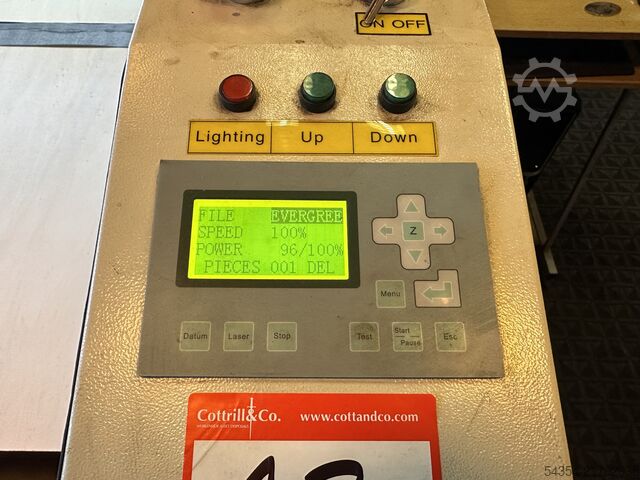 ON OFF
Lighting Up Down
FILE EVERGREE
SPEED 100%
POWER 96/100%
PIECES 001 DEL
Z
Menu
Datum Laser Stop Test Start Pause Esc
Cottrill&Co. www.cottandco.com